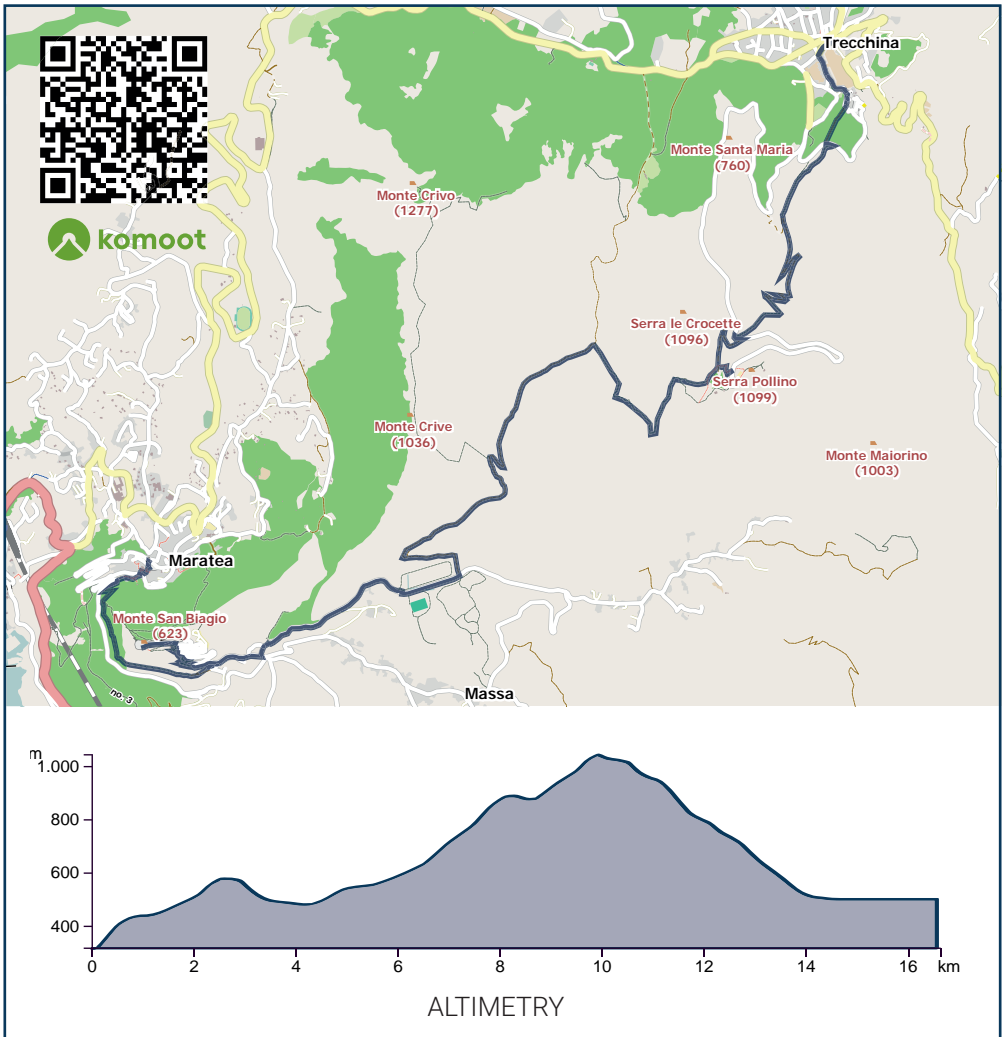 Trecchina
Monte Santa Maria
(760)
Monte Crivo
(1277)
komoot
Serra le Crocette
(1096)
Serra Pollino
(1099)
Monte Crive
(1036)
Monte Maiorino
(1003)
Maratea
Monte San Biagio
(623)
no. 3
Massa
m
1.000
800
600
400
0 2 4 6 8 10 12 14 16 km
ALTIMETRY